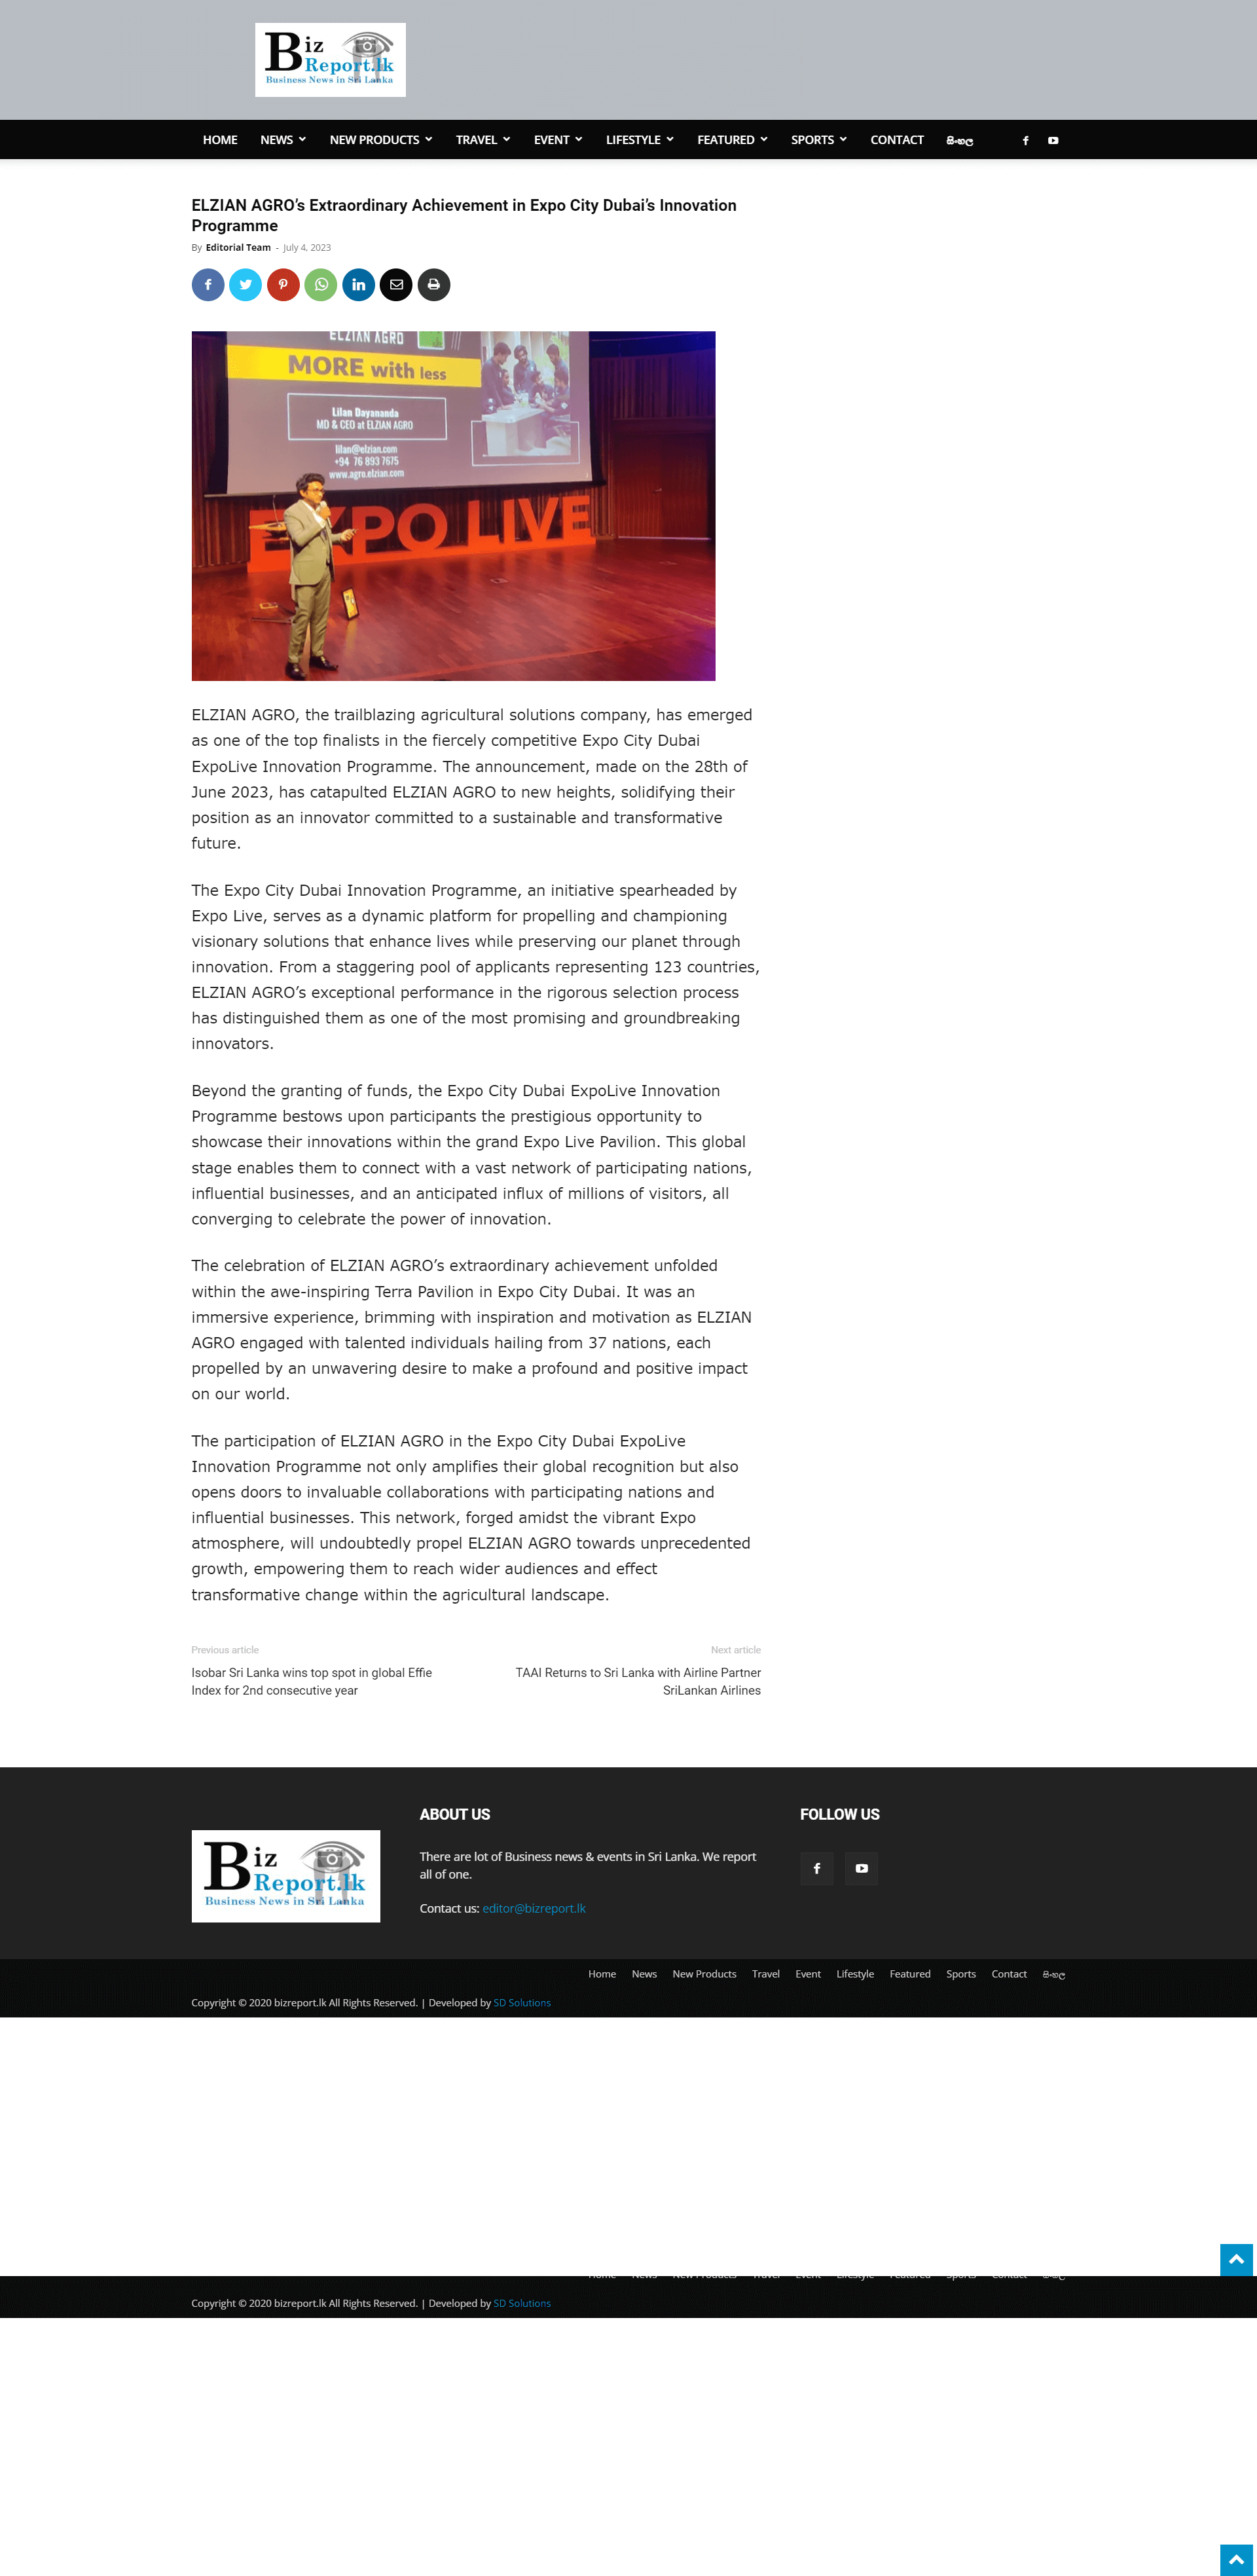 Biz
Report.lk
Business News in Sri Lanka
HOME NEWS NEW PRODUCTS TRAVEL EVENT LIFESTYLE FEATURED SPORTS CONTACT සිංහල
ELZIAN AGRO’s Extraordinary Achievement in Expo City Dubai’s Innovation
Programme
By Editorial Team - July 4, 2023
ELZIAN AGRO
MORE with less
Lilan Dayananda
MD & CEO at ELZIAN AGRO
lilan@elzian.com
+94 76 893 7675
www.agro.elzian.com
EXPO LIVE
ELZIAN AGRO, the trailblazing agricultural solutions company, has emerged
as one of the top finalists in the fiercely competitive Expo City Dubai
ExpoLive Innovation Programme. The announcement, made on the 28th of
June 2023, has catapulted ELZIAN AGRO to new heights, solidifying their
position as an innovator committed to a sustainable and transformative
future.
The Expo City Dubai Innovation Programme, an initiative spearheaded by
Expo Live, serves as a dynamic platform for propelling and championing
visionary solutions that enhance lives while preserving our planet through
innovation. From a staggering pool of applicants representing 123 countries,
ELZIAN AGRO’s exceptional performance in the rigorous selection process
has distinguished them as one of the most promising and groundbreaking
innovators.
Beyond the granting of funds, the Expo City Dubai ExpoLive Innovation
Programme bestows upon participants the prestigious opportunity to
showcase their innovations within the grand Expo Live Pavilion. This global
stage enables them to connect with a vast network of participating nations,
influential businesses, and an anticipated influx of millions of visitors, all
converging to celebrate the power of innovation.
The celebration of ELZIAN AGRO’s extraordinary achievement unfolded
within the awe-inspiring Terra Pavilion in Expo City Dubai. It was an
immersive experience, brimming with inspiration and motivation as ELZIAN
AGRO engaged with talented individuals hailing from 37 nations, each
propelled by an unwavering desire to make a profound and positive impact
on our world.
The participation of ELZIAN AGRO in the Expo City Dubai ExpoLive
Innovation Programme not only amplifies their global recognition but also
opens doors to invaluable collaborations with participating nations and
influential businesses. This network, forged amidst the vibrant Expo
atmosphere, will undoubtedly propel ELZIAN AGRO towards unprecedented
growth, empowering them to reach wider audiences and effect
transformative change within the agricultural landscape.
Previous article
Isobar Sri Lanka wins top spot in global Effie
Index for 2nd consecutive year
Next article
TAAI Returns to Sri Lanka with Airline Partner
SriLankan Airlines
Biz
Report.lk
Business News in Sri Lanka
ABOUT US
There are lot of Business news & events in Sri Lanka. We report
all of one.
Contact us: editor@bizreport.lk
FOLLOW US
Home News New Products Travel Event Lifestyle Featured Sports Contact සිංහල
Copyright © 2020 bizreport.lk All Rights Reserved. | Developed by SD Solutions
Home News New Products Travel Event Lifestyle Featured Sports Contact සිංහල
Copyright © 2020 bizreport.lk All Rights Reserved. | Developed by SD Solutions